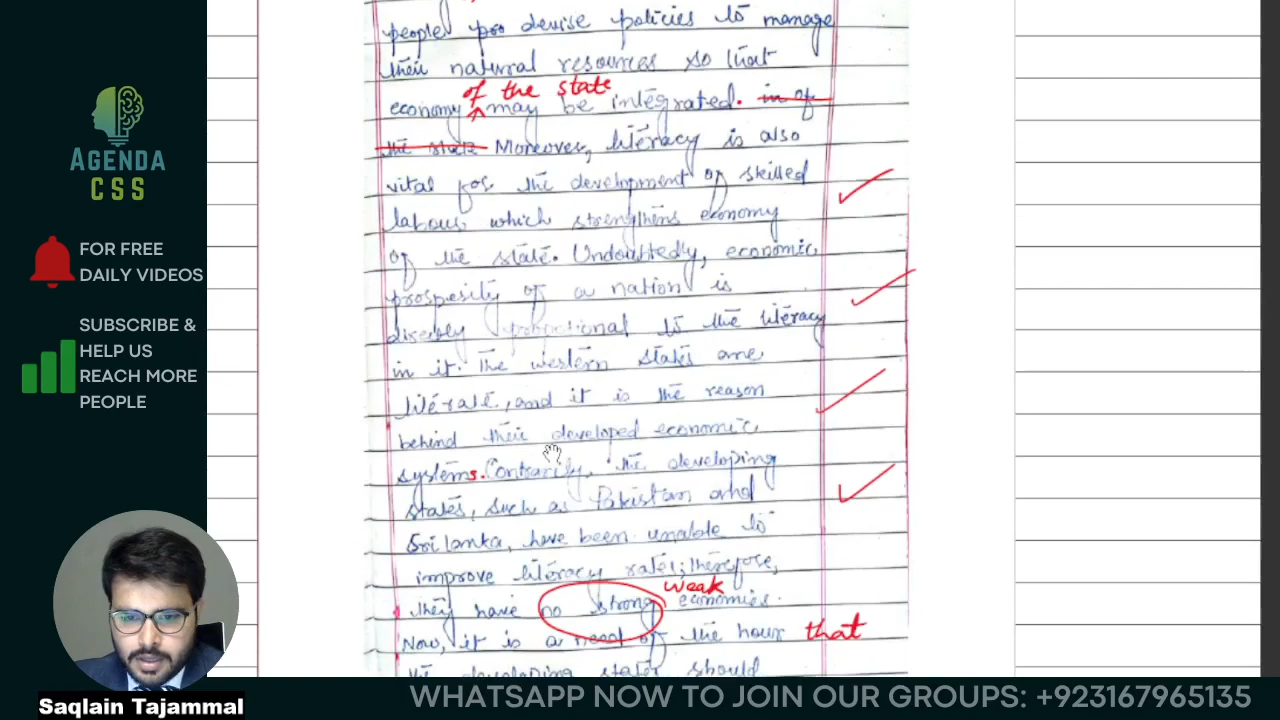 AGENDA
CSS
FOR FREE
DAILY VIDEOS
SUBSCRIBE &
HELP US
REACH MORE
PEOPLE
Saqlain Tajammal
people poo devise policies to manage
their natural resources so that
of the state
economy may be integrated. in of
the state Moreover, literacy is also
vital for the development of skilled
labour which strengthens economy
of the state. Undoubtedly, economic
prosperity of a nation is
directly proportional to the literacy
in it. The western states are
literate, and it is the reason
behind their developed economic
systems. Contrarily, the developing
states, such as Pakistan and
Sri lanka, have been unable to
improve literacy rates; therefore,
weak
they have no strong economies.
Now, it is a need of the hour that
the developing states should
WHATSAPP NOW TO JOIN OUR GROUPS: +923167965135